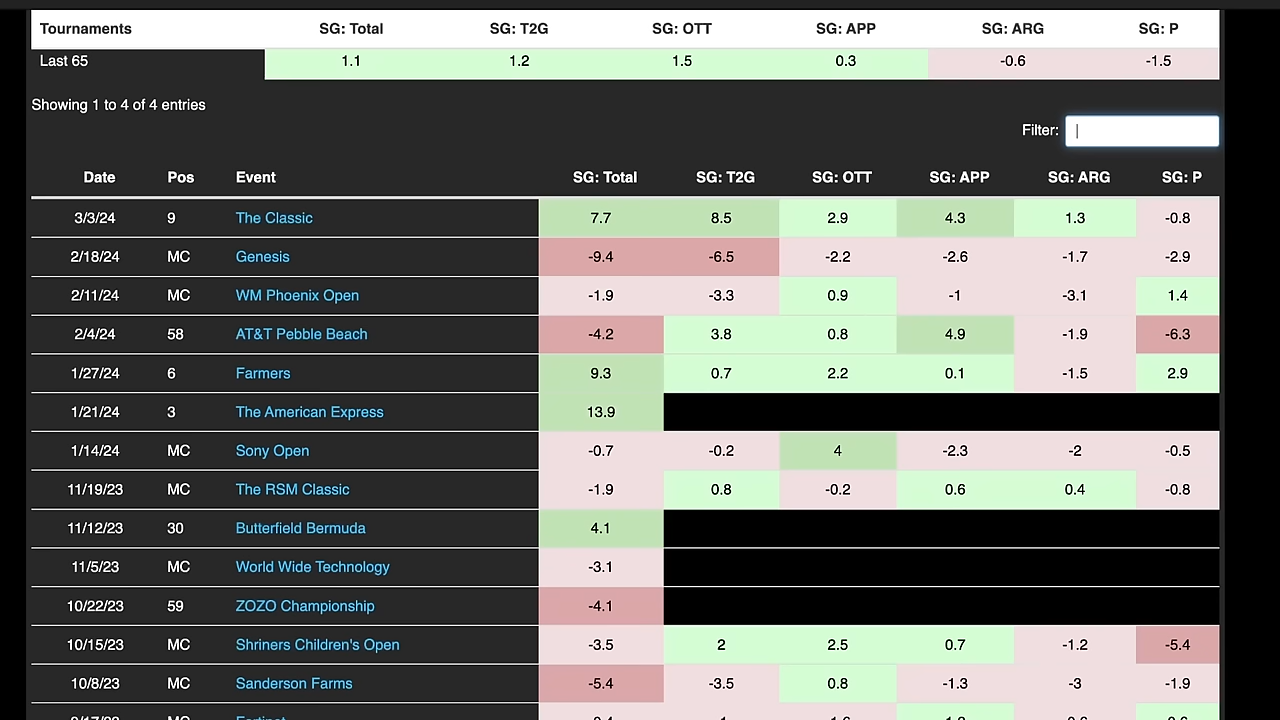 Tournaments SG: Total SG: T2G SG: OTT SG: APP SG: ARG SG: P
Last 65 1.1 1.2 1.5 0.3 -0.6 -1.5
Showing 1 to 4 of 4 entries
Filter:
Date Pos Event SG: Total SG: T2G SG: OTT SG: APP SG: ARG SG: P
3/3/24 9 The Classic 7.7 8.5 2.9 4.3 1.3 -0.8
2/18/24 MC Genesis -9.4 -6.5 -2.2 -2.6 -1.7 -2.9
2/11/24 MC WM Phoenix Open -1.9 -3.3 0.9 -1 -3.1 1.4
2/4/24 58 AT&T Pebble Beach -4.2 3.8 0.8 4.9 -1.9 -6.3
1/27/24 6 Farmers 9.3 0.7 2.2 0.1 -1.5 2.9
1/21/24 3 The American Express 13.9
1/14/24 MC Sony Open -0.7 -0.2 4 -2.3 -2 -0.5
11/19/23 MC The RSM Classic -1.9 0.8 -0.2 0.6 0.4 -0.8
11/12/23 30 Butterfield Bermuda 4.1
11/5/23 MC World Wide Technology -3.1
10/22/23 59 ZOZO Championship -4.1
10/15/23 MC Shriners Children's Open -3.5 2 2.5 0.7 -1.2 -5.4
10/8/23 MC Sanderson Farms -5.4 -3.5 0.8 -1.3 -3 -1.9